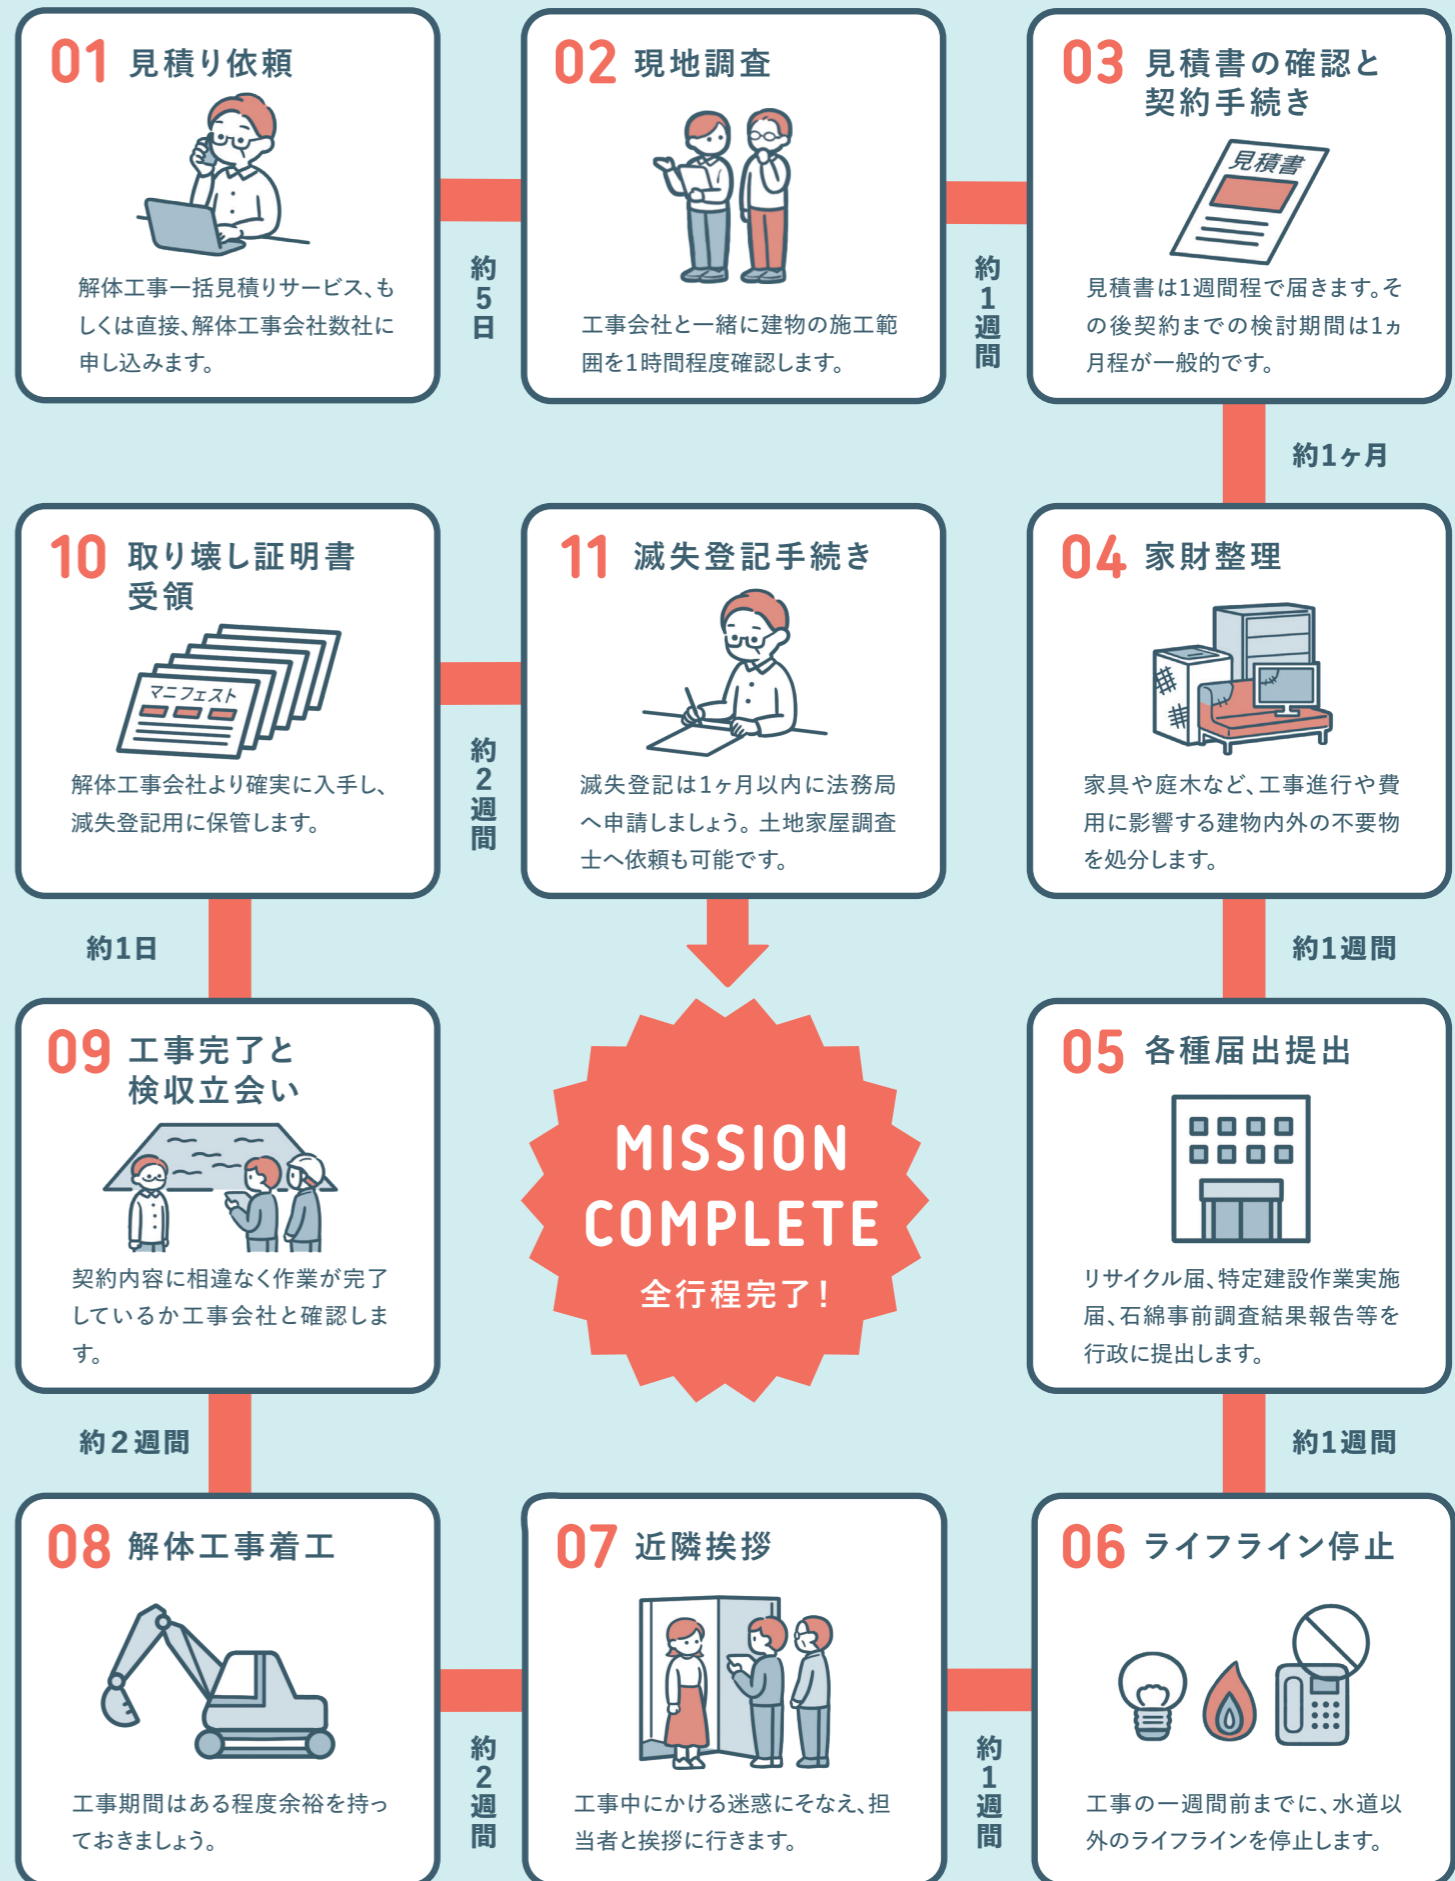 01 見積り依頼
解体工事一括見積りサービス、も
しくは直接、解体工事会社数社に
申し込みます。
約5日
02 現地調査
工事会社と一緒に建物の施工範
囲を1時間程度確認します。
約1週間
03 見積書の確認と
契約手続き
見積書
見積書は1週間程で届きます。そ
の後契約までの検討期間は1ヵ
月程が一般的です。
約1ヶ月
04 家財整理
家具や庭木など、工事進行や費
用に影響する建物内外の不要物
を処分します。
約1週間
05 各種届出提出
リサイクル届、特定建設作業実施
届、石綿事前調査結果報告等を
行政に提出します。
約1週間
06 ライフライン停止
工事の一週間前までに、水道以
外のライフラインを停止します。
約1週間
07 近隣挨拶
工事中にかける迷惑にそなえ、担
当者と挨拶に行きます。
約2週間
08 解体工事着工
工事期間はある程度余裕を持っ
ておきましょう。
約2週間
09 工事完了と
検収立会い
契約内容に相違なく作業が完了
しているか工事会社と確認しま
す。
約1日
10 取り壊し証明書
受領
マニフェスト
解体工事会社より確実に入手し、
滅失登記用に保管します。
約2週間
11 滅失登記手続き
滅失登記は1ヶ月以内に法務局
へ申請しましょう。土地家屋調査
士へ依頼も可能です。
MISSION
COMPLETE
全行程完了!